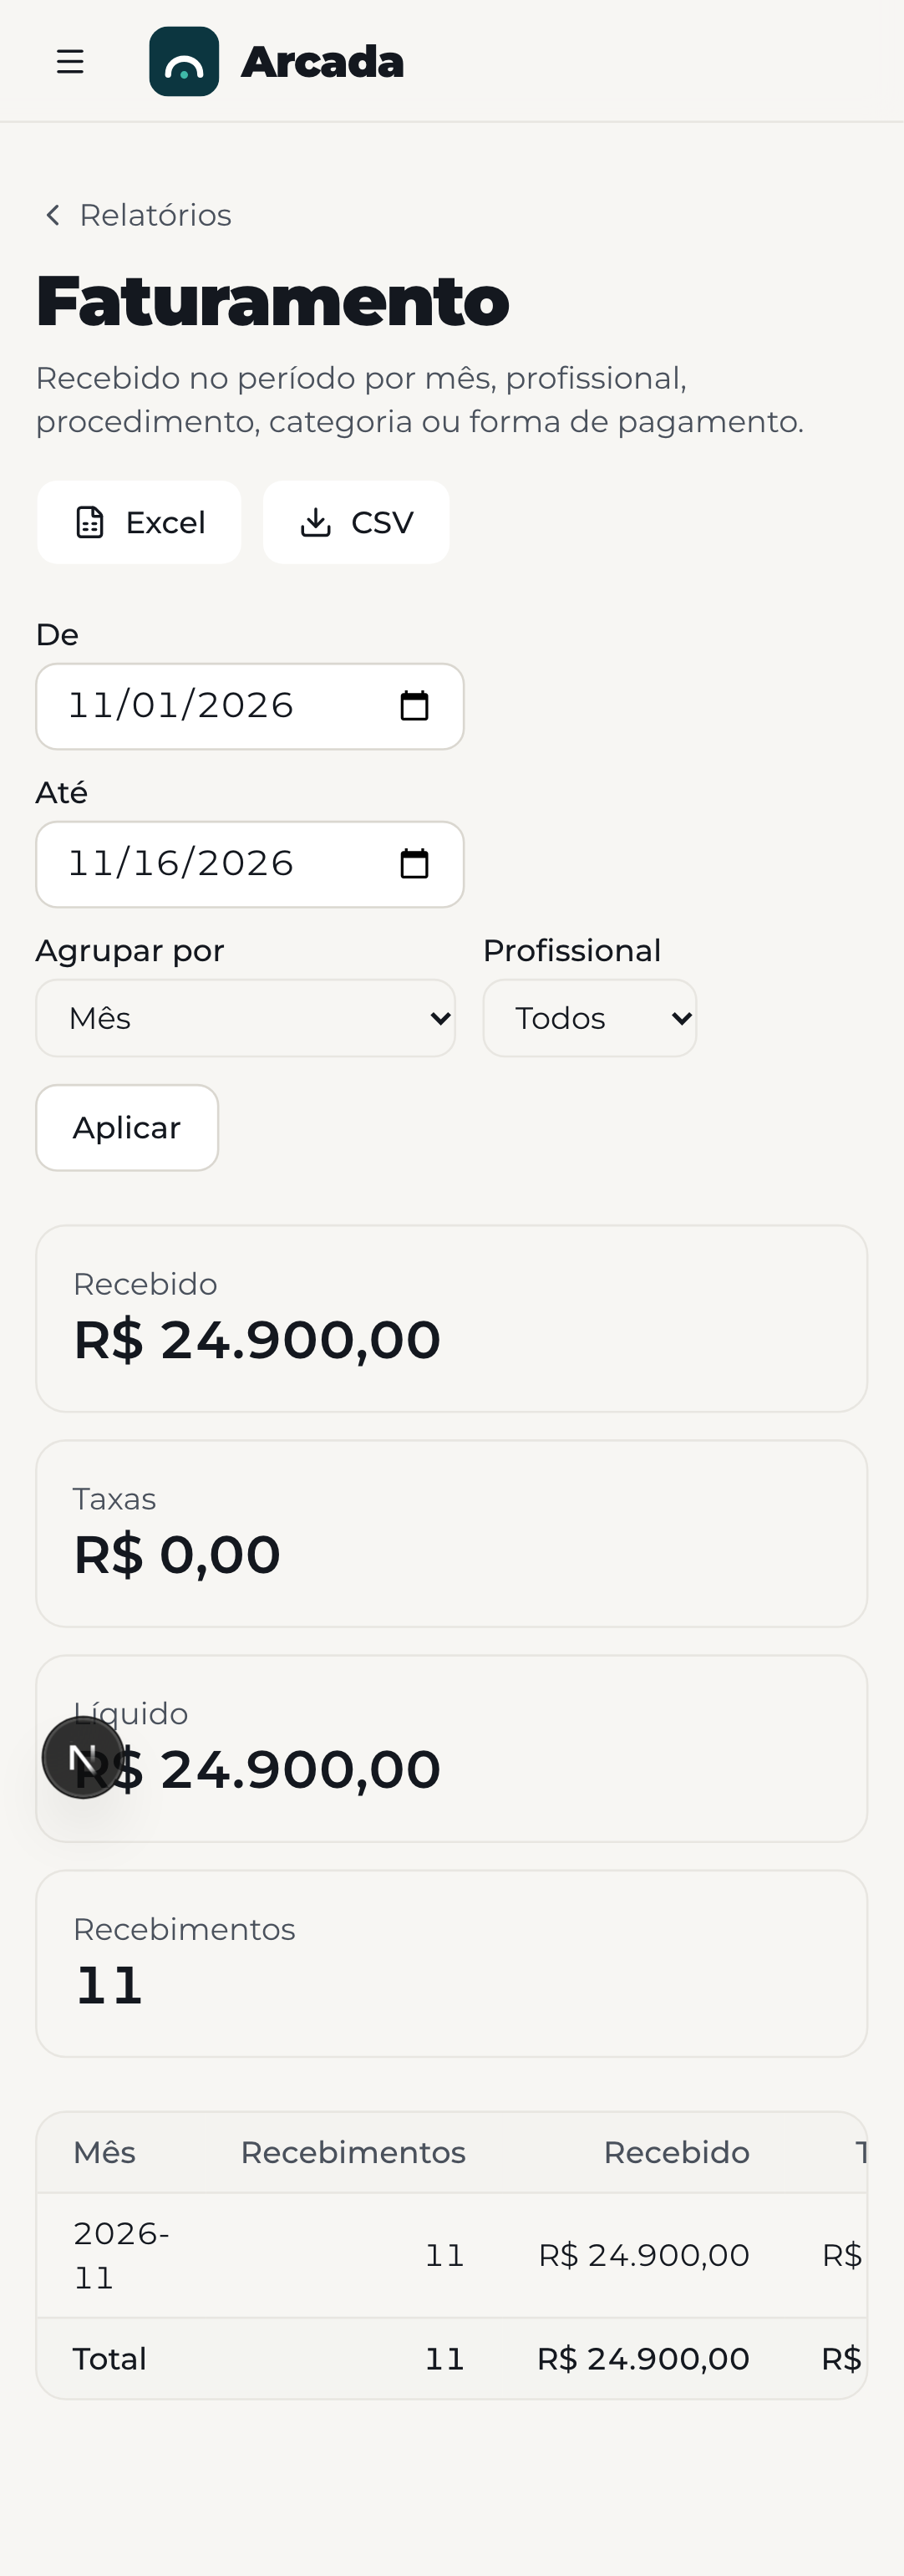 Arcada
Relatórios
Faturamento
Recebido no período por mês, profissional,
procedimento, categoria ou forma de pagamento.
Excel
CSV
De
11/01/2026
Até
11/16/2026
Agrupar por
Profissional
Mês
Todos
Aplicar
Recebido
R$ 24.900,00
Taxas
R$ 0,00
Líquido
R$ 24.900,00
N
Recebimentos
11
Mês Recebimentos Recebido
2026-
11
11 R$ 24.900,00 R$
Total 11 R$ 24.900,00 R$